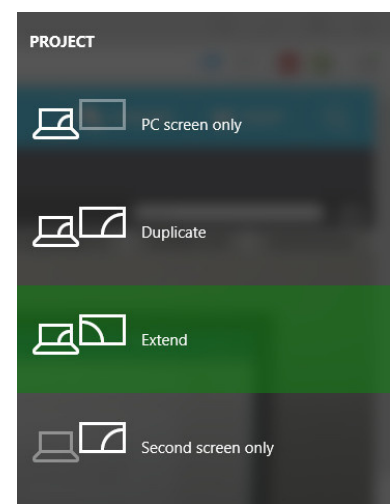 PROJECT
PC screen only
Duplicate
Extend
Second screen only